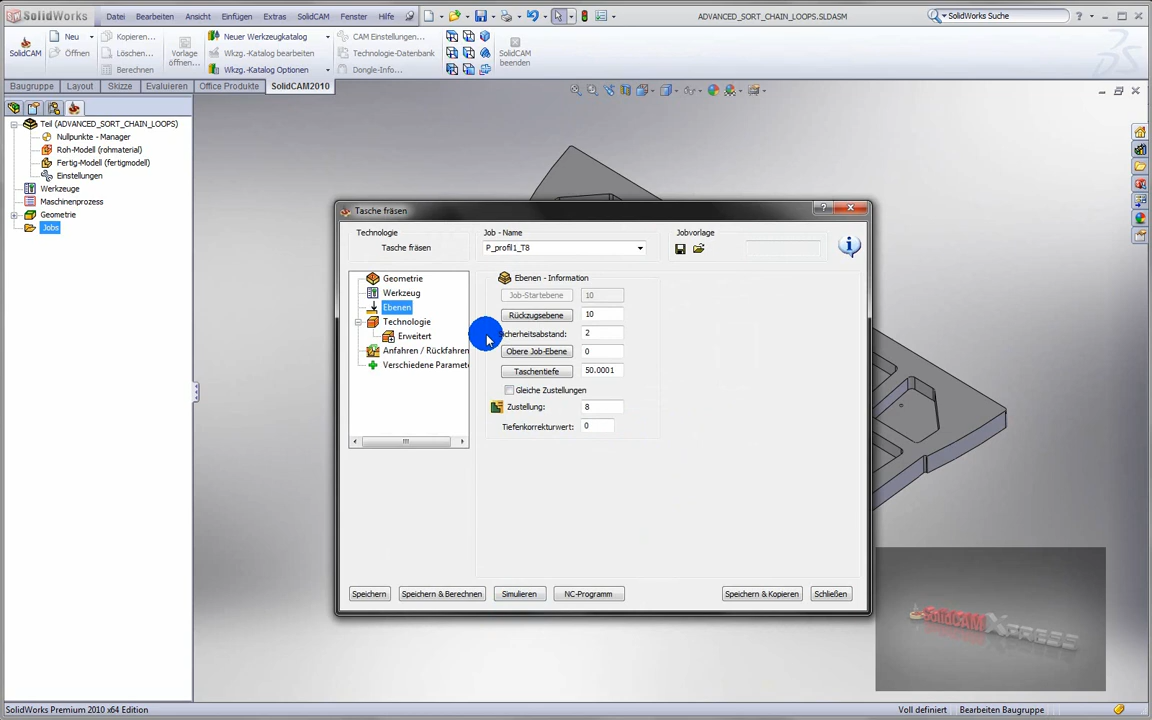 SolidWorks
Datei Bearbeiten Ansicht Einfügen Extras SolidCAM Fenster Hilfe
ADVANCED_SORT_CHAIN_LOOPS.SLDASM
SolidWorks Suche
SolidCAM
Neu
Öffnen
Kopieren...
Löschen...
Berechnen
Vorlage öffnen...
Neuer Werkzeugkatalog
Wkzg.-Katalog bearbeiten
Wkzg.-Katalog Optionen
CAM Einstellungen...
Technologie-Datenbank
Dongle-Info...
SolidCAM beenden
Baugruppe Layout Skizze Evaluieren Office Produkte SolidCAM2010
Teil (ADVANCED_SORT_CHAIN_LOOPS)
Nullpunkte - Manager
Roh-Modell (rohmaterial)
Fertig-Modell (fertigmodell)
Einstellungen
Werkzeuge
Maschinenprozess
Geometrie
Jobs
Tasche fräsen
Technologie
Tasche fräsen
Job - Name
P_profil1_T8
Jobvorlage
Geometrie
Werkzeug
Ebenen
Technologie
Erweitert
Anfahren / Rückfahren
Verschiedene Paramete
Ebenen - Information
Job-Startebene 10
Rückzugsebene 10
Sicherheitsabstand: 2
Obere Job-Ebene 0
Taschentiefe 50.0001
Gleiche Zustellungen
Zustellung: 8
Tiefenkorrekturwert: 0
Speichern Speichern & Berechnen Simulieren NC-Programm Speichern & Kopieren Schließen
SolidCAM Xpress
SolidWorks Premium 2010 x64 Edition
Voll definiert Bearbeiten Baugruppe